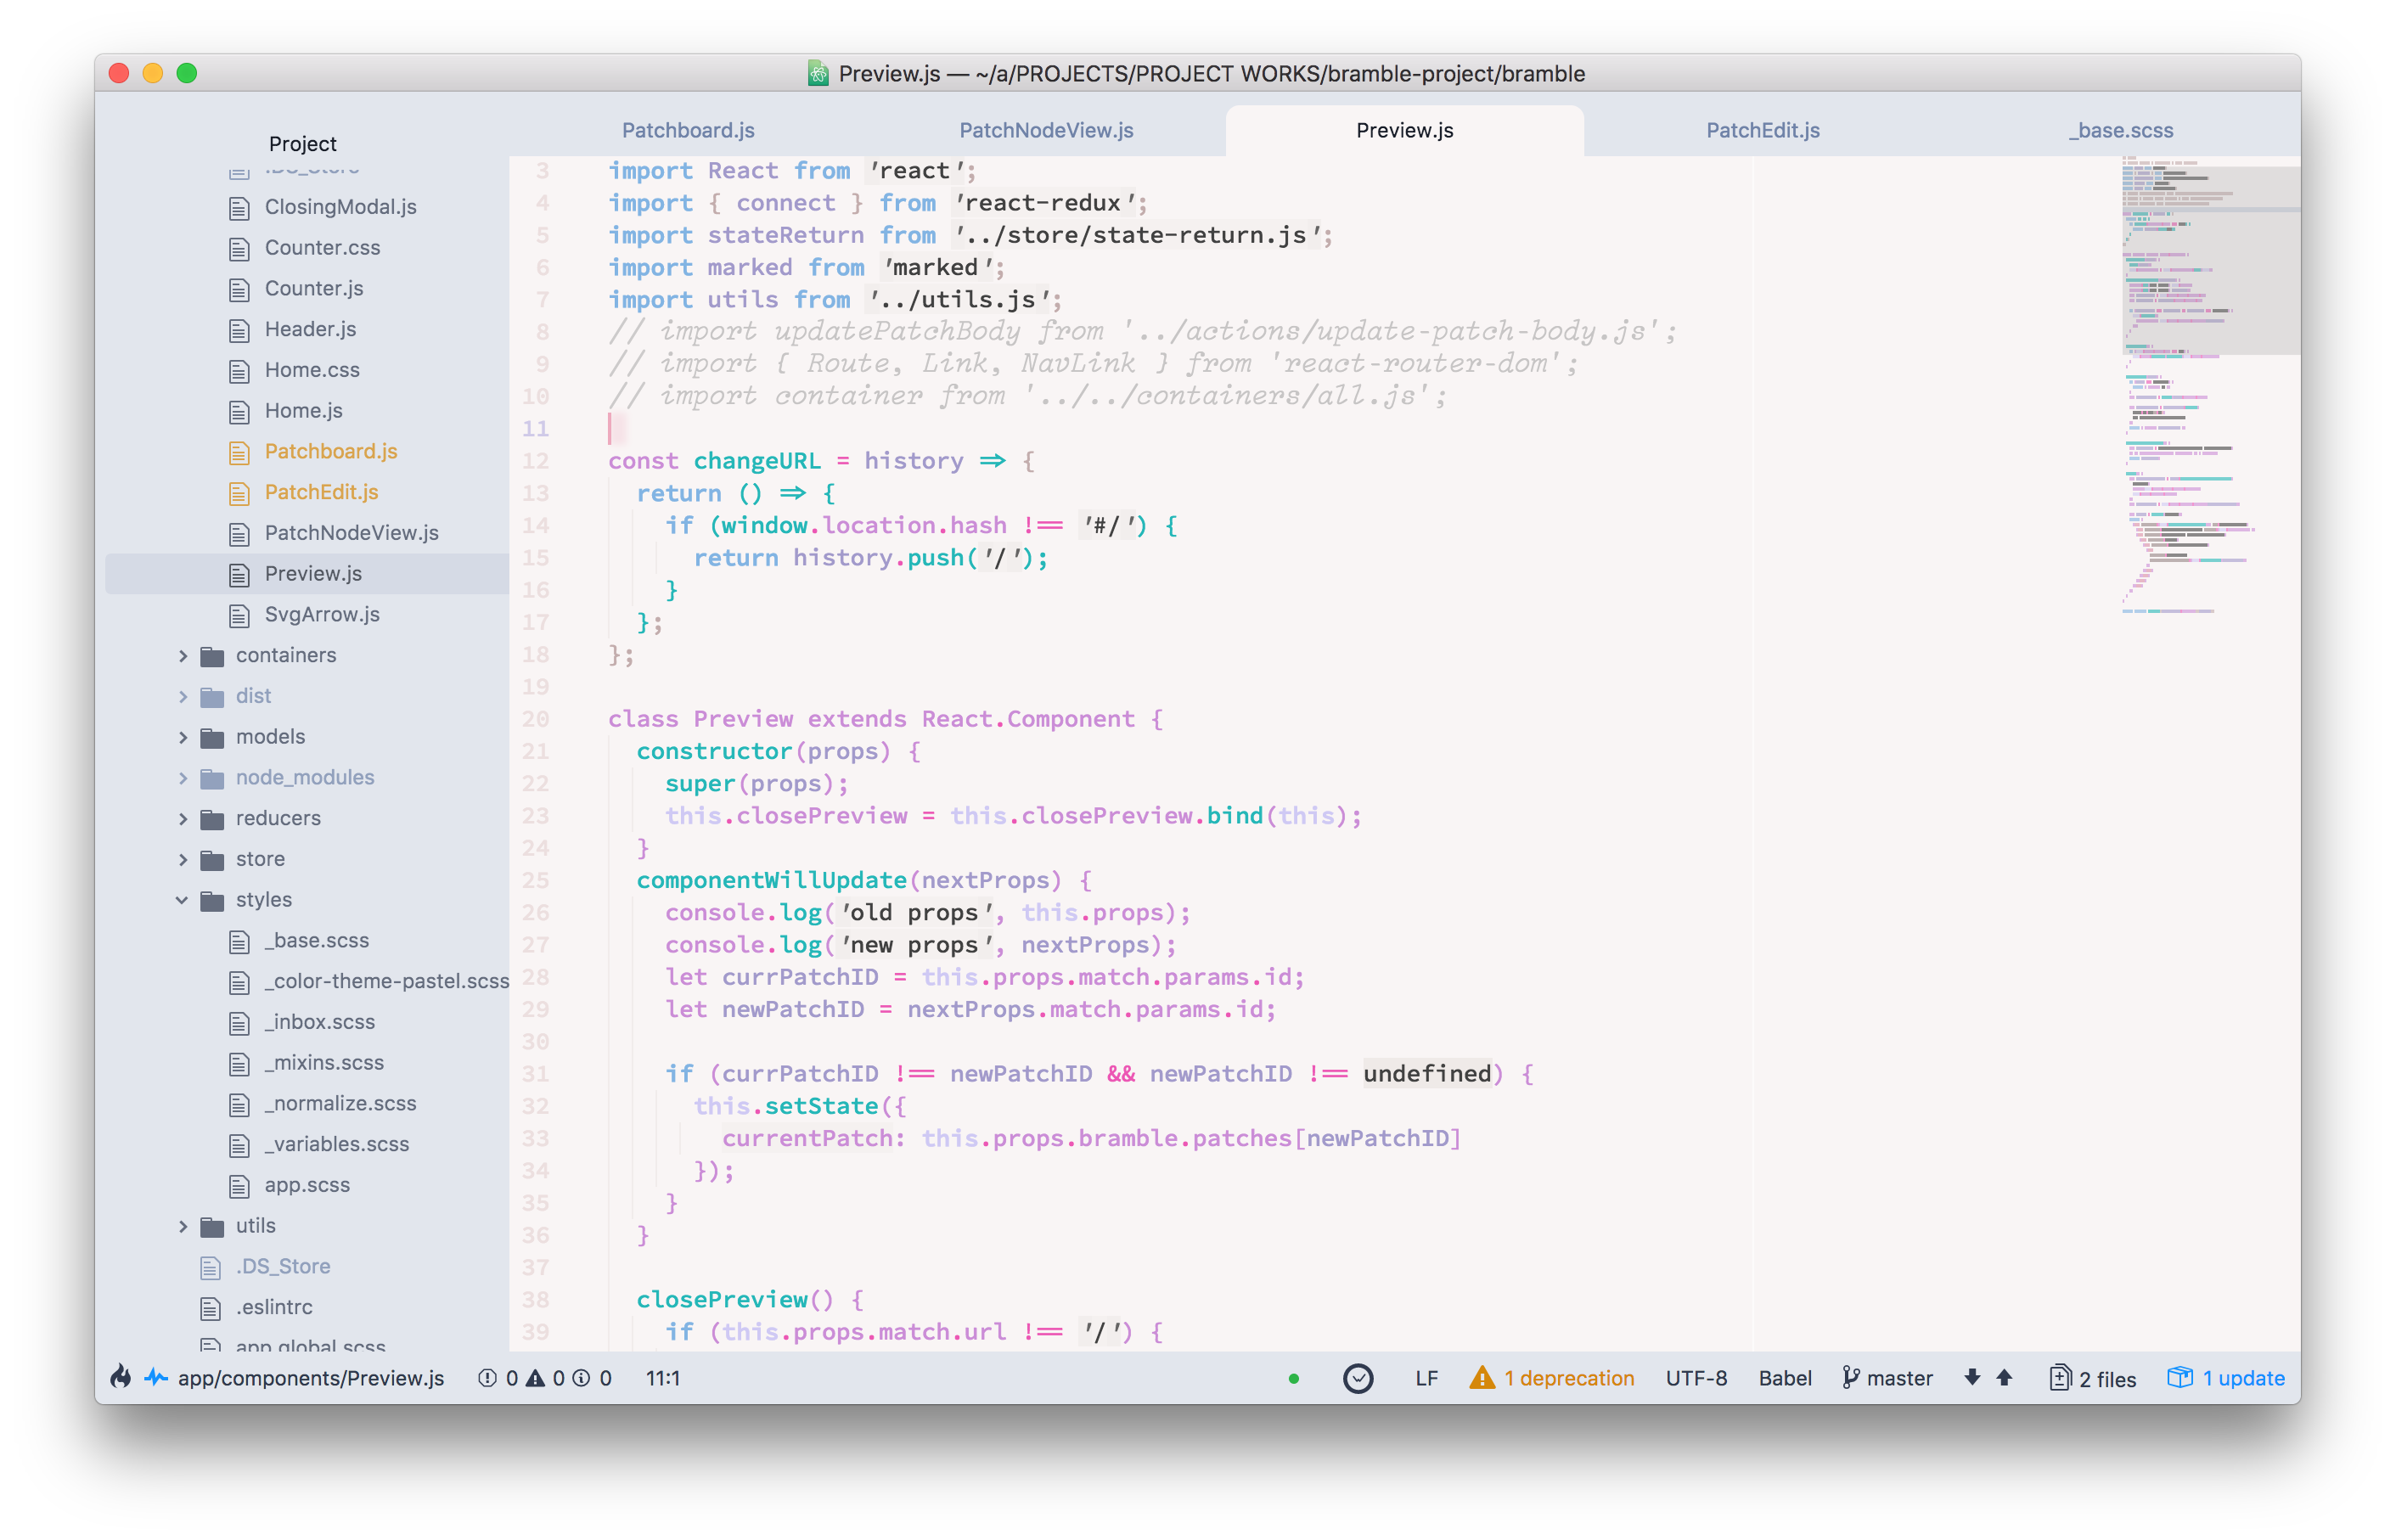 Preview.js — ~/a/PROJECTS/PROJECT WORKS/bramble-project/bramble
Project
Patchboard.js
PatchNodeView.js
Preview.js
PatchEdit.js
_base.scss
.DS_Store
ClosingModal.js
Counter.css
Counter.js
Header.js
Home.css
Home.js
Patchboard.js
PatchEdit.js
PatchNodeView.js
Preview.js
SvgArrow.js
containers
dist
models
node_modules
reducers
store
styles
_base.scss
_color-theme-pastel.scss
_inbox.scss
_mixins.scss
_normalize.scss
_variables.scss
app.scss
utils
.DS_Store
.eslintrc
app.global.scss
3 import React from 'react';
4 import { connect } from 'react-redux';
5 import stateReturn from '../store/state-return.js';
6 import marked from 'marked';
7 import utils from '../utils.js';
8 // import updatePatchBody from '../actions/update-patch-body.js';
9 // import { Route, Link, NavLink } from 'react-router-dom';
10 // import container from '../../containers/all.js';
11
12 const changeURL = history => {
13 return () => {
14 if (window.location.hash !== '#/') {
15 return history.push('/');
16 }
17 };
18 };
19
20 class Preview extends React.Component {
21 constructor(props) {
22 super(props);
23 this.closePreview = this.closePreview.bind(this);
24 }
25 componentWillUpdate(nextProps) {
26 console.log('old props', this.props);
27 console.log('new props', nextProps);
28 let currPatchID = this.props.match.params.id;
29 let newPatchID = nextProps.match.params.id;
30
31 if (currPatchID !== newPatchID && newPatchID !== undefined) {
32 this.setState({
33 currentPatch: this.props.bramble.patches[newPatchID]
34 });
35 }
36 }
37
38 closePreview() {
39 if (this.props.match.url !== '/') {
app/components/Preview.js 0 0 0 11:1 LF 1 deprecation UTF-8 Babel master 2 files 1 update